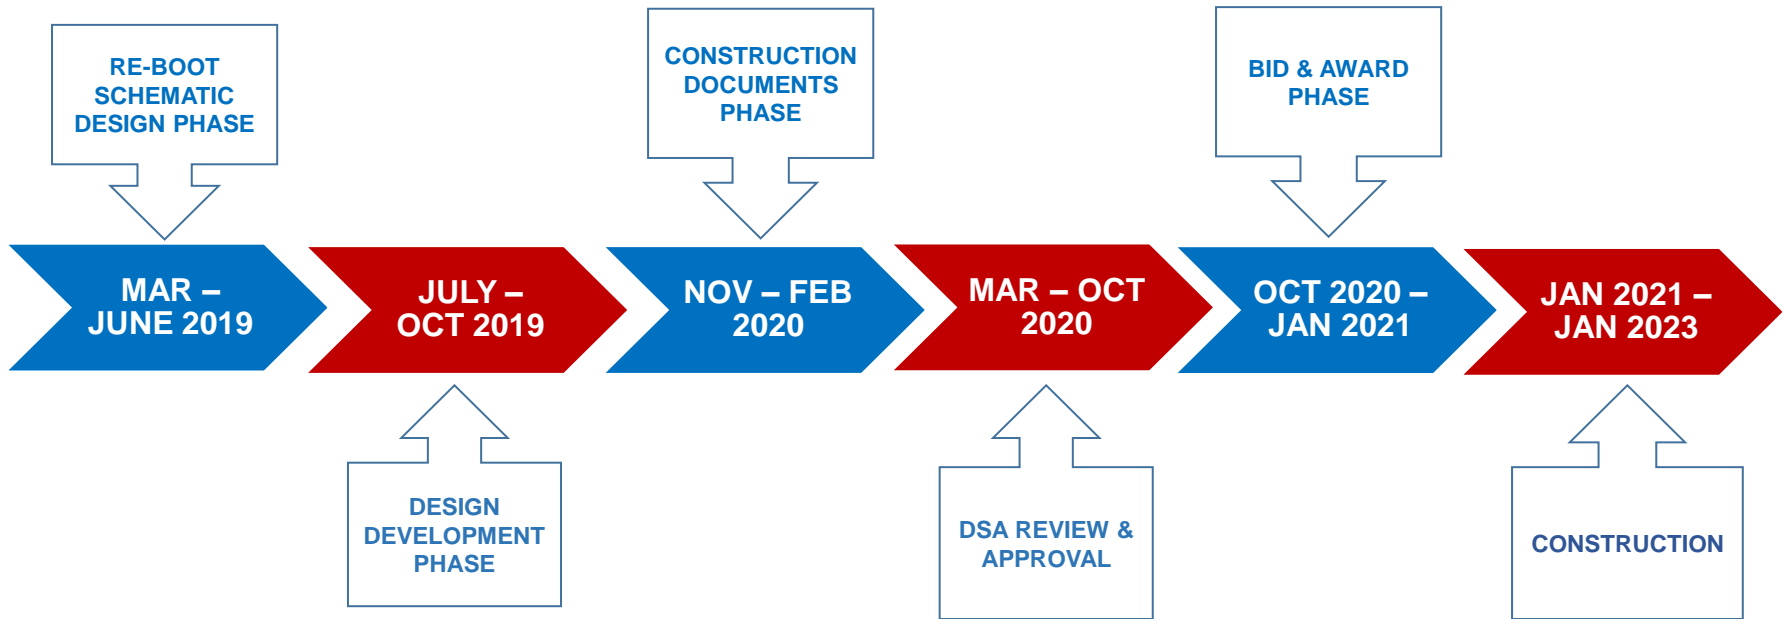 RE-BOOT
SCHEMATIC
DESIGN PHASE
CONSTRUCTION
DOCUMENTS
PHASE
BID & AWARD
PHASE
MAR –
JUNE 2019
JULY –
OCT 2019
NOV – FEB
2020
MAR – OCT
2020
OCT 2020 –
JAN 2021
JAN 2021 –
JAN 2023
DESIGN
DEVELOPMENT
PHASE
DSA REVIEW &
APPROVAL
CONSTRUCTION